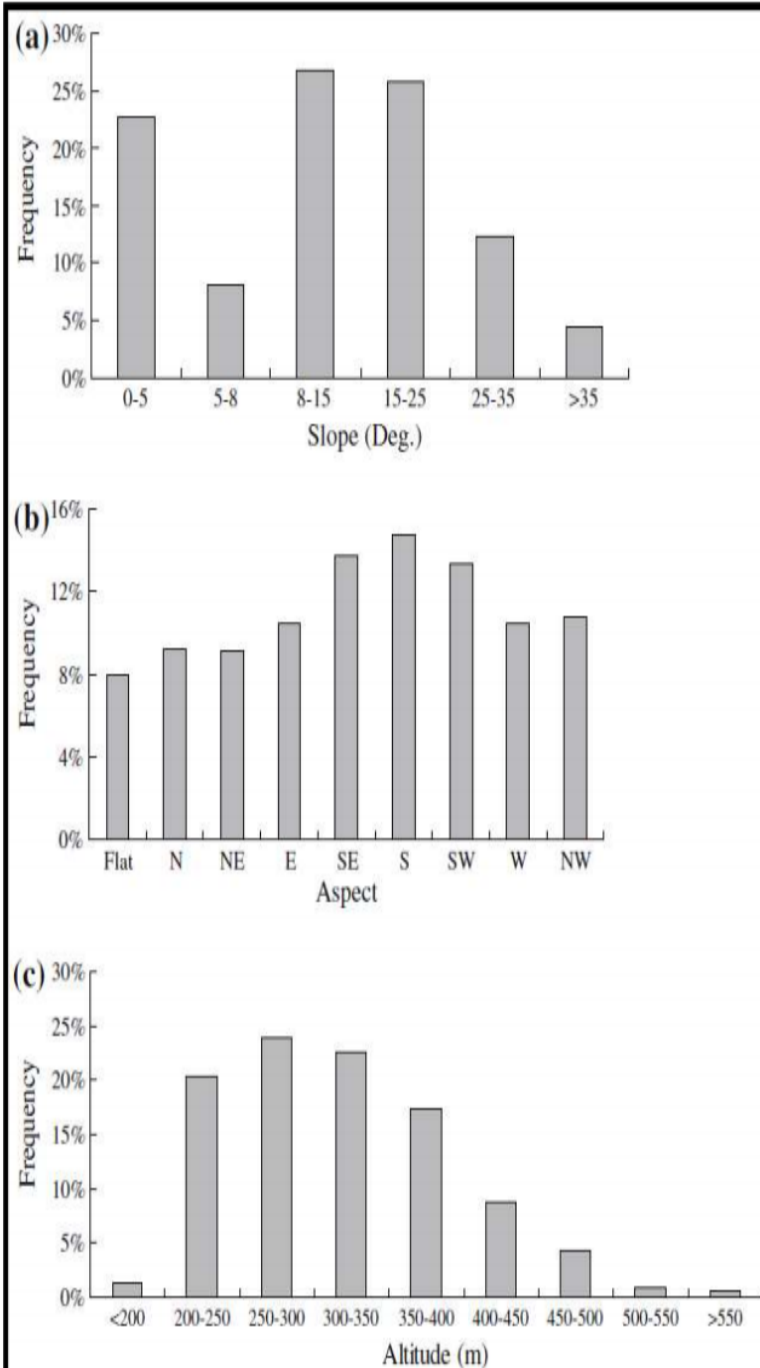 (a)
30%
25%
20%
15%
10%
5%
0%
Frequency
0-5 5-8 8-15 15-25 25-35 >35
Slope (Deg.)
(b)
16%
12%
8%
4%
0%
Frequency
Flat N NE E SE S SW W NW
Aspect
(c)
30%
25%
20%
15%
10%
5%
0%
Frequency
<200 200-250 250-300 300-350 350-400 400-450 450-500 500-550 >550
Altitude (m)